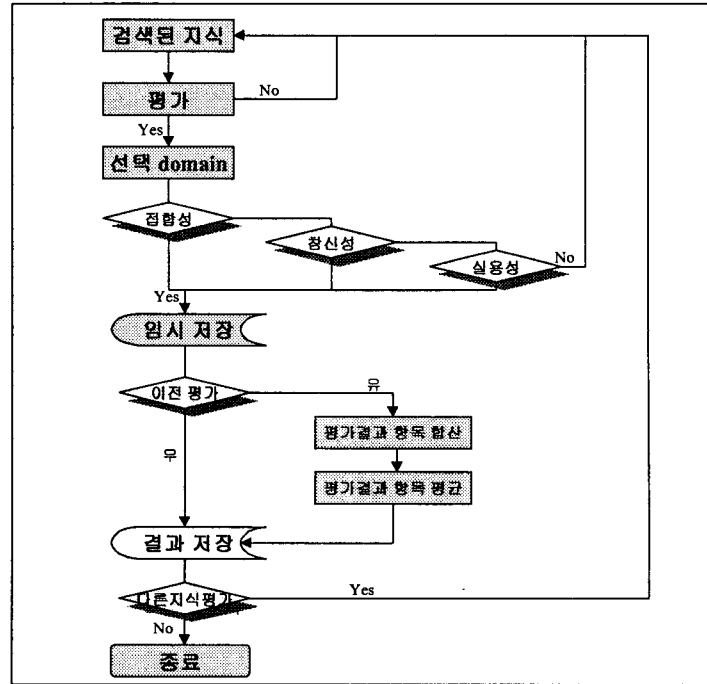 검색된 지식
평가
No
Yes
선택 domain
접합성
참신성
실용성
No
Yes
임시 저장
이전 평가
유
평가결과 항목 합산
무
평가결과 항목 평균
결과 저장
다른지식평가
Yes
No
종료